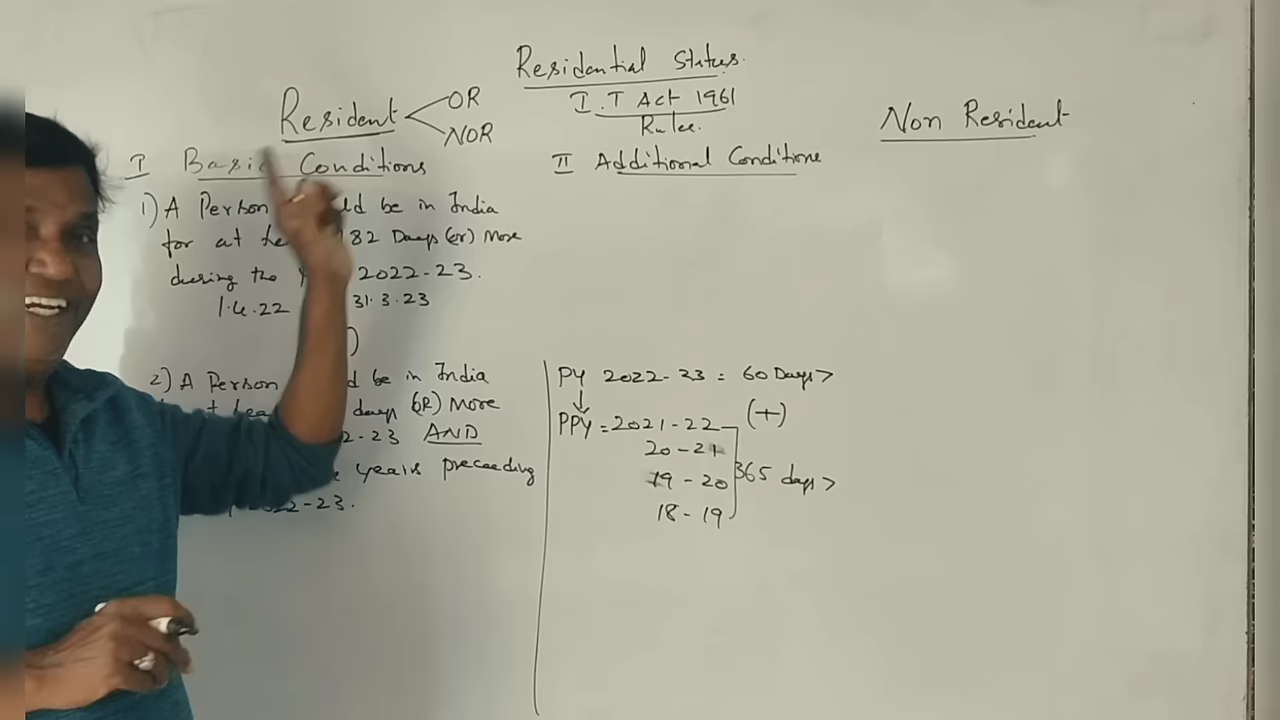 Residential Status.
I.T Act 1961
Rules.
Resident < OR
NOR
Non Resident
I Basic Conditions
II Additional Conditions
1) A Person be in India
for at 82 Days (or) More
during the 2022-23.
1.4.22 31.3.23
)
2) A Person be in India
days (OR) More
2-23 AND
years preceeding
22-23.
PY 2022-23 = 60 Days >
↓
PPY = 2021-22 (+)
20-21
19-20 365 days >
18-19